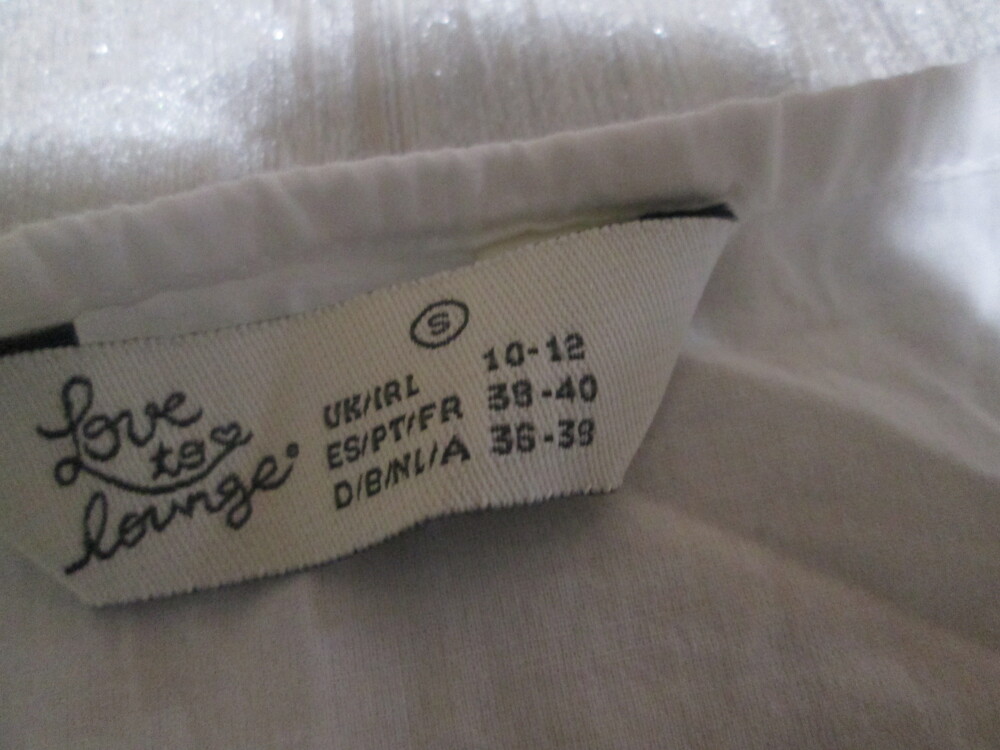 Love
to
lounge
S
UK/IRL 10-12
ES/PT/FR 38-40
D/B/NL/A 36-38